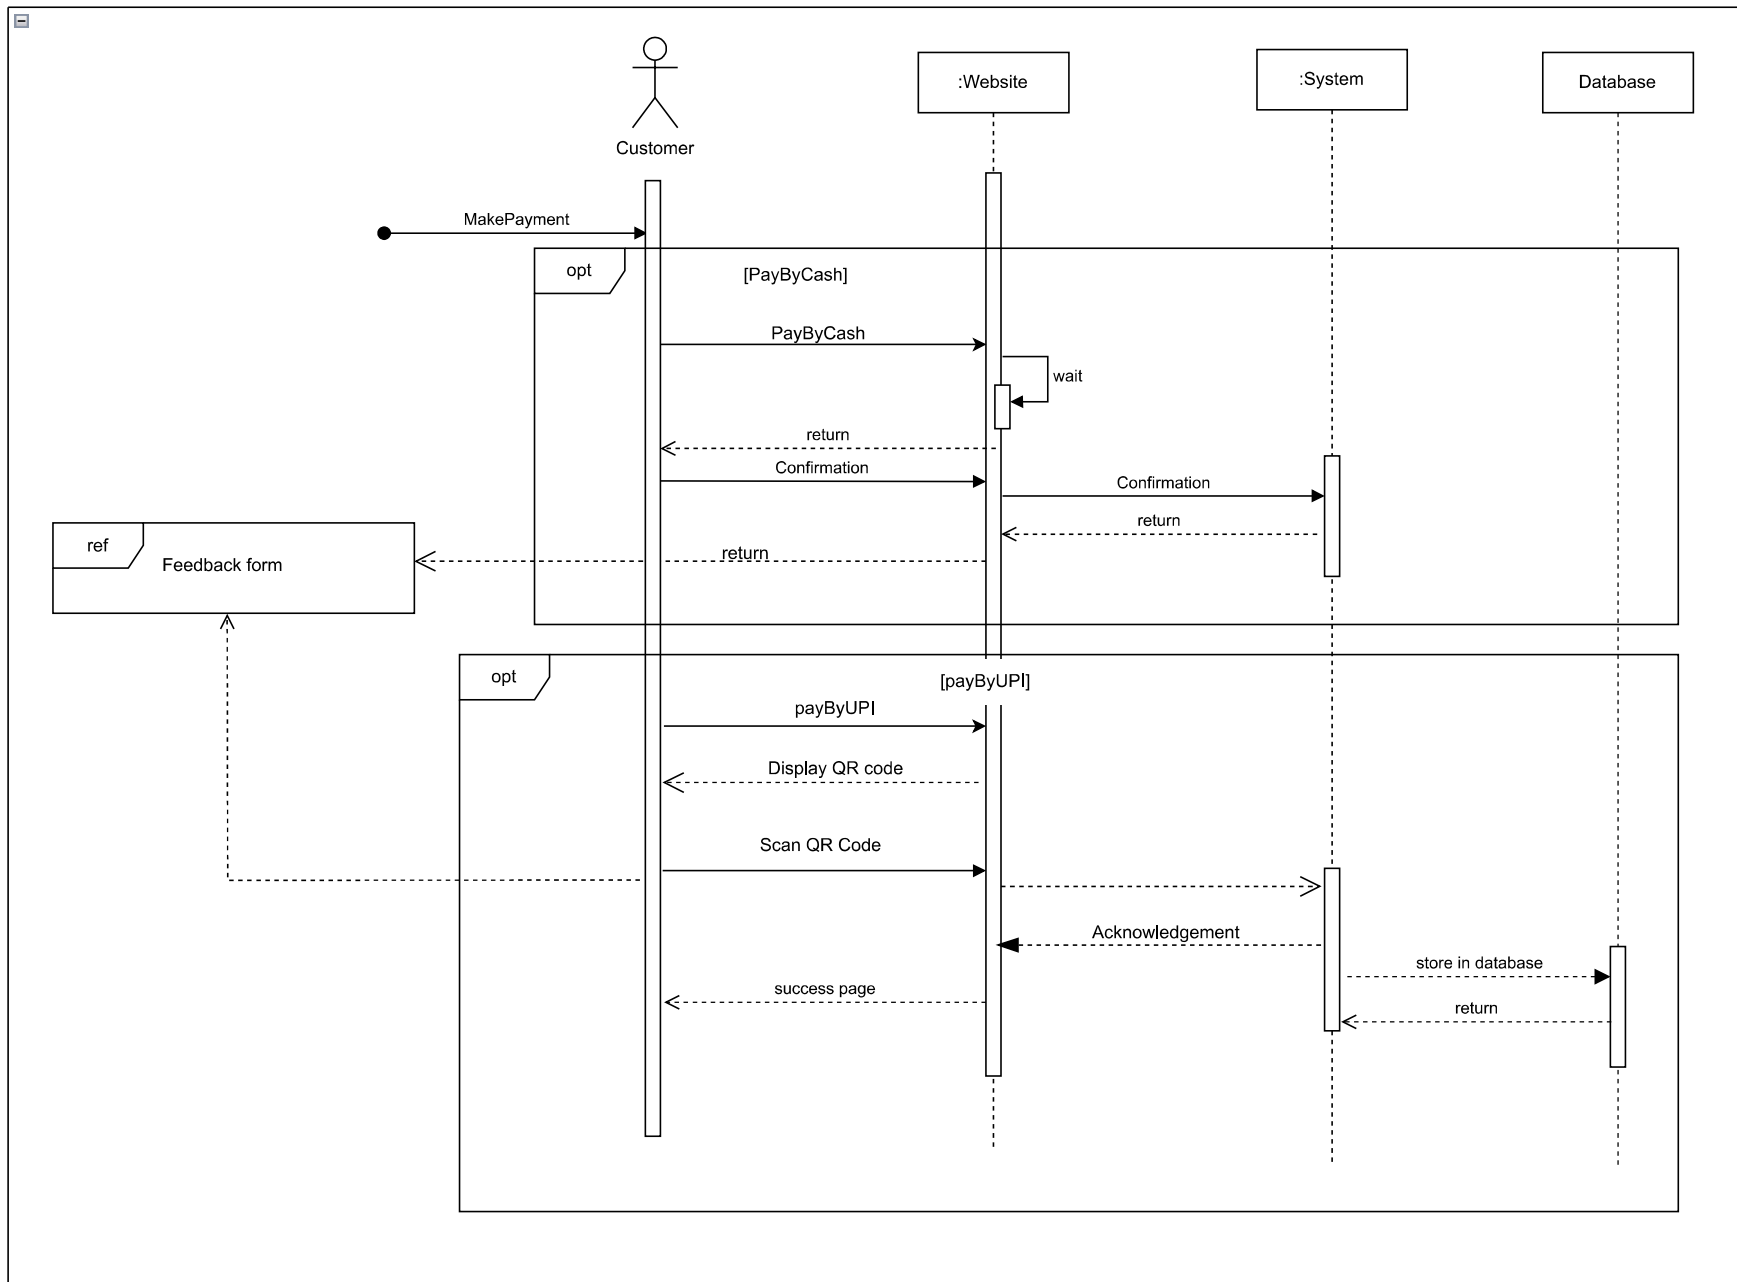 Customer
:Website
:System
Database
MakePayment
opt
[PayByCash]
PayByCash
wait
return
Confirmation
Confirmation
return
return
ref
Feedback form
opt
[payByUPI]
payByUPI
Display QR code
Scan QR Code
Acknowledgement
store in database
success page
return